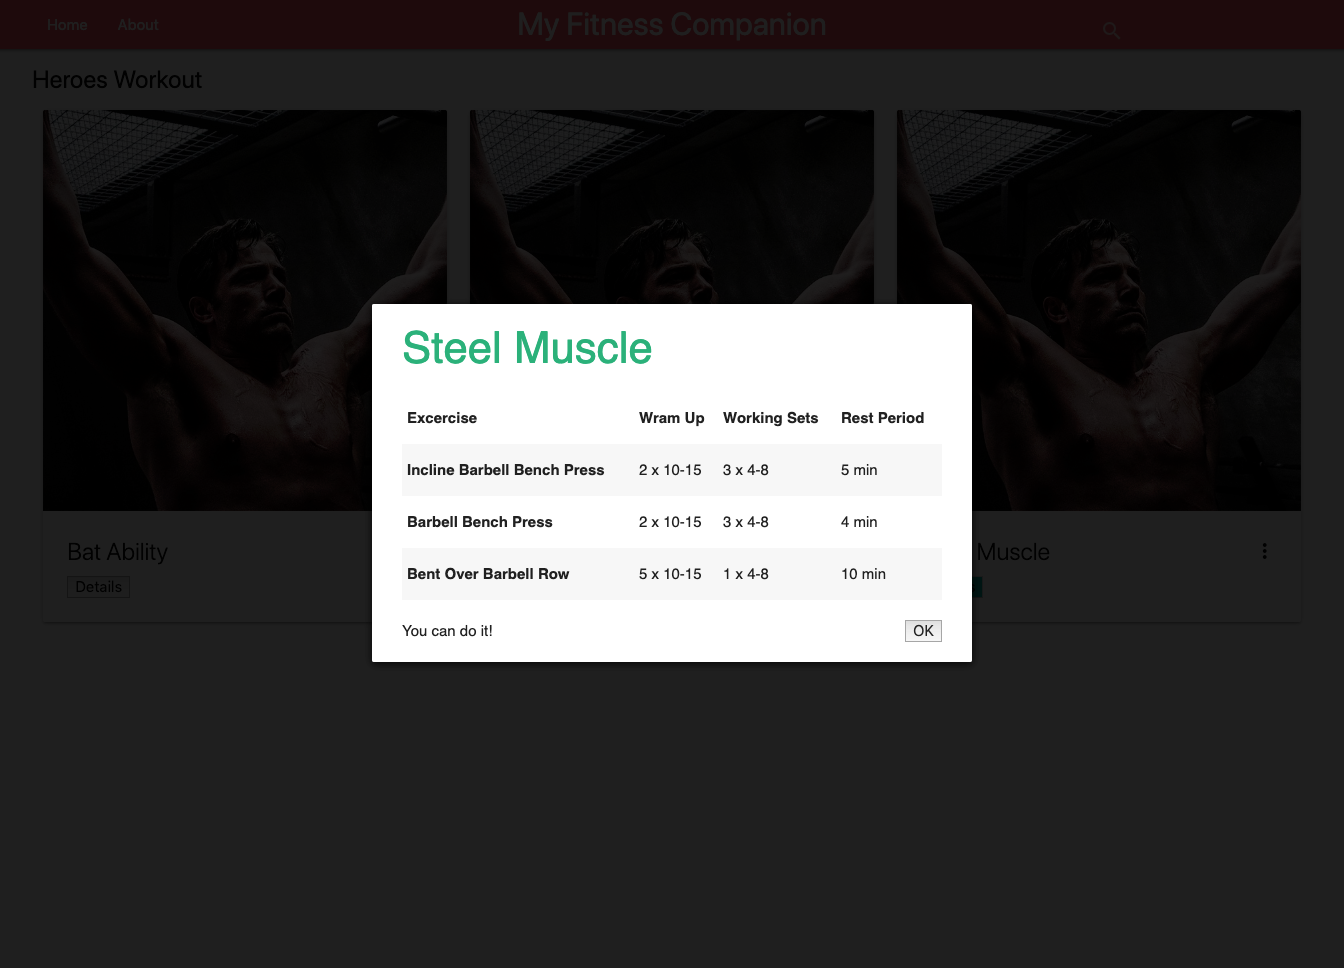 Home About My Fitness Companion
Heroes Workout
Steel Muscle
Excercise Wram Up Working Sets Rest Period
Incline Barbell Bench Press 2 x 10-15 3 x 4-8 5 min
Barbell Bench Press 2 x 10-15 3 x 4-8 4 min
Bent Over Barbell Row 5 x 10-15 1 x 4-8 10 min
You can do it! OK
Bat Ability
Details
Muscle